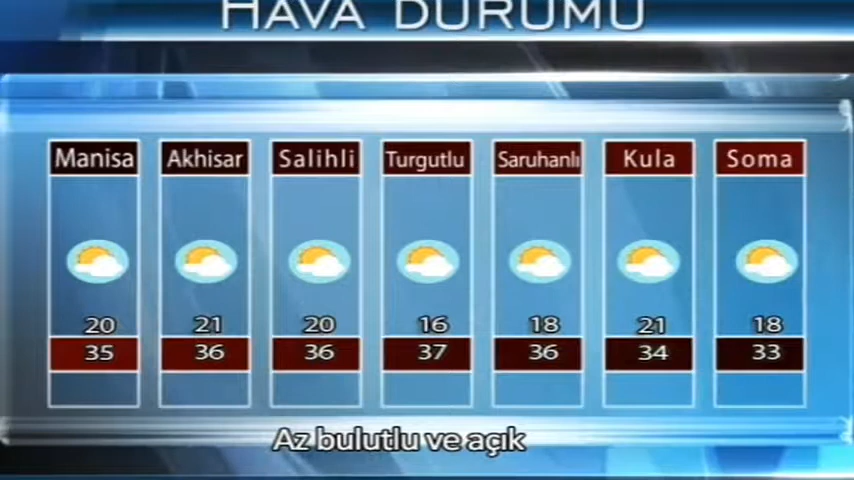 HAVA DURUMU
Manisa Akhisar Salihli Turgutlu Saruhanlı Kula Soma
20 21 20 16 18 21 18
35 36 36 37 36 34 33
Az bulutlu ve açık